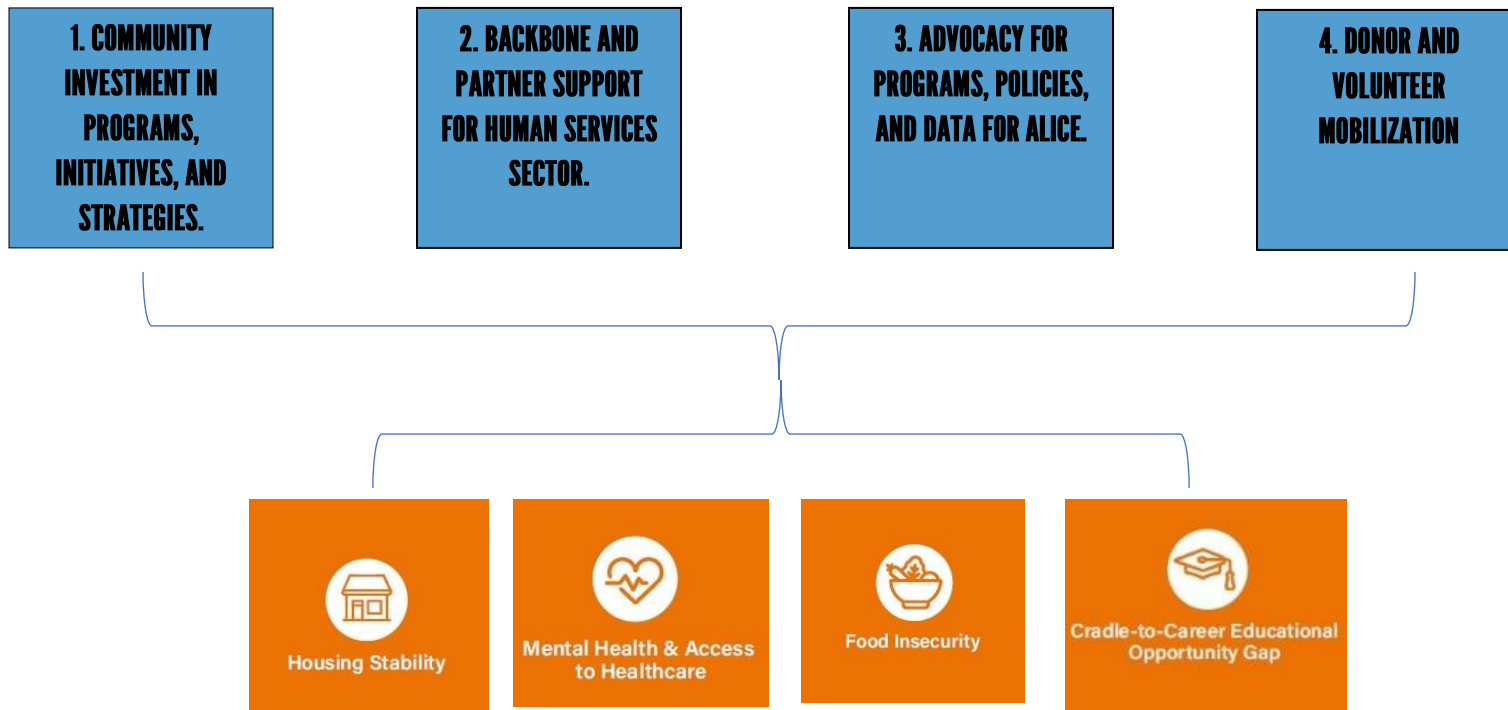 1. COMMUNITY
INVESTMENT IN
PROGRAMS,
INITIATIVES, AND
STRATEGIES.
2. BACKBONE AND
PARTNER SUPPORT
FOR HUMAN SERVICES
SECTOR.
3. ADVOCACY FOR
PROGRAMS, POLICIES,
AND DATA FOR ALICE.
4. DONOR AND
VOLUNTEER
MOBILIZATION
Housing Stability
Mental Health & Access
to Healthcare
Food Insecurity
Cradle-to-Career Educational
Opportunity Gap